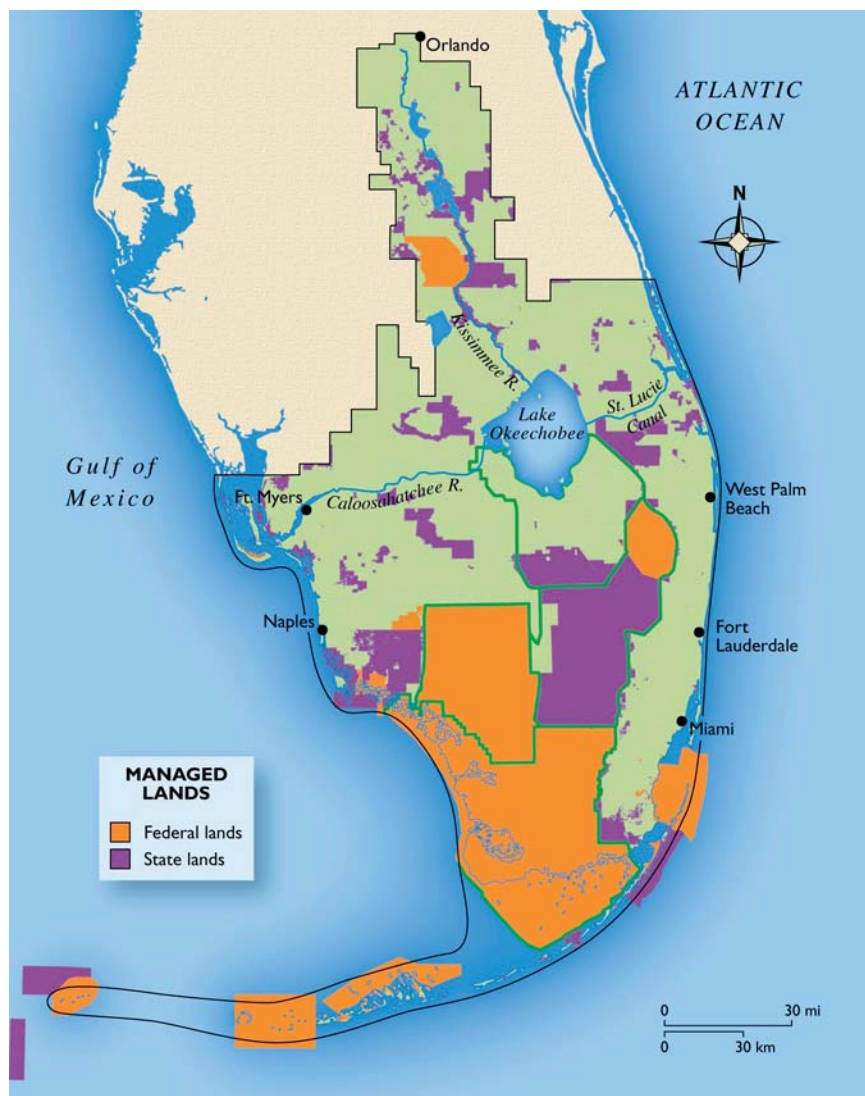 Orlando
ATLANTIC
OCEAN
N
Kissimmee R.
St. Lucie
Canal
Lake
Okeechobee
Gulf of
Mexico
Ft. Myers
Caloosahatchee R.
West Palm
Beach
Naples
Fort
Lauderdale
Miami
MANAGED
LANDS
Federal lands
State lands
0 30 mi
0 30 km